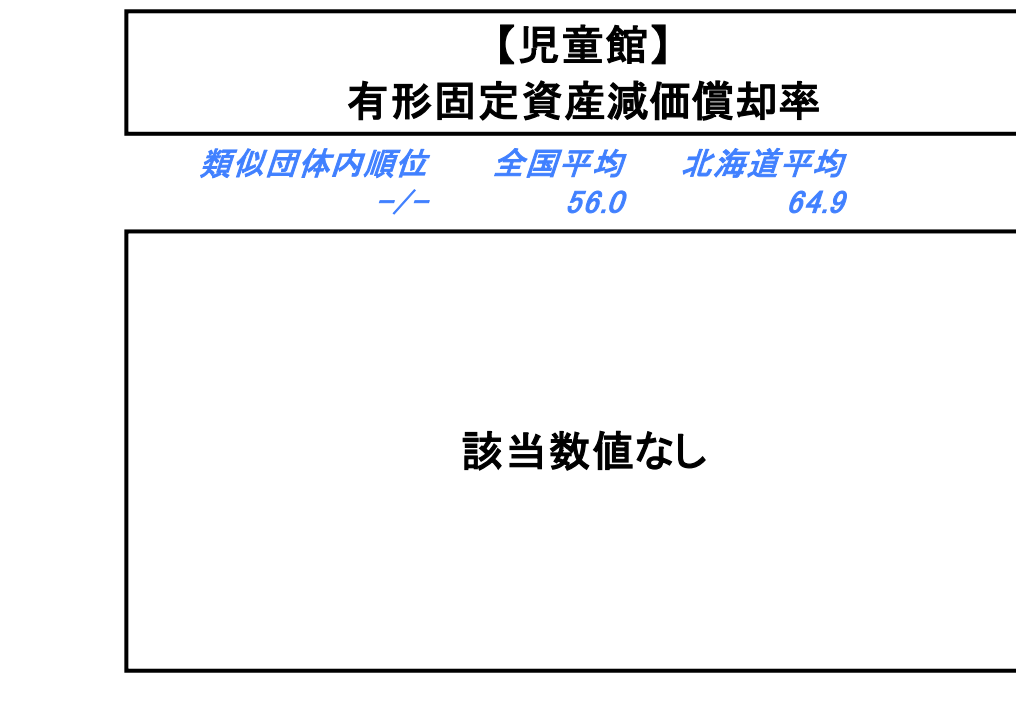 【児童館】
有形固定資産減価償却率
類似団体内順位 全国平均 北海道平均
-/- 56.0 64.9
該当数値なし